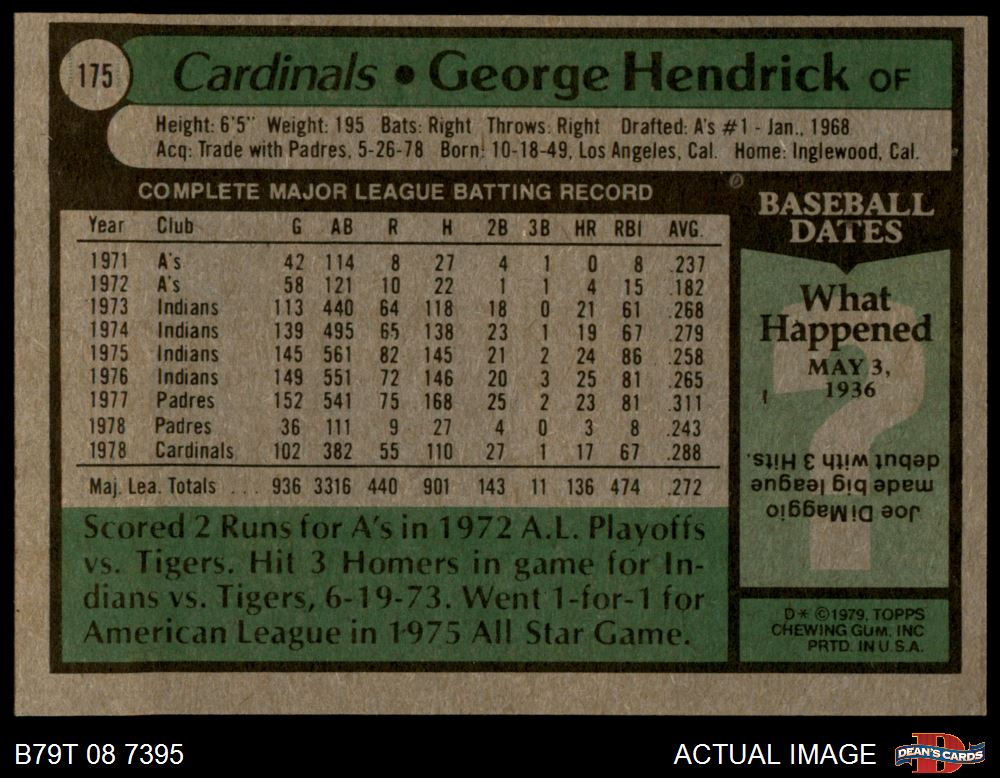 175
Cardinals • George Hendrick OF
Height: 6'5" Weight: 195 Bats: Right Throws: Right Drafted: A's #1 - Jan., 1968
Acq: Trade with Padres, 5-26-78 Born: 10-18-49, Los Angeles, Cal. Home: Inglewood, Cal.
COMPLETE MAJOR LEAGUE BATTING RECORD
Year Club G AB R H 2B 3B HR RBI AVG.
1971 A's 42 114 8 27 4 1 0 8 .237
1972 A's 58 121 10 22 1 1 4 15 .182
1973 Indians 113 440 64 118 18 0 21 61 .268
1974 Indians 139 495 65 138 23 1 19 67 .279
1975 Indians 145 561 82 145 21 2 24 86 .258
1976 Indians 149 551 72 146 20 3 25 81 .265
1977 Padres 152 541 75 168 25 2 23 81 .311
1978 Padres 36 111 9 27 4 0 3 8 .243
1978 Cardinals 102 382 55 110 27 1 17 67 .288
Maj. Lea. Totals ... 936 3316 440 901 143 11 136 474 .272
Scored 2 Runs for A's in 1972 A.L. Playoffs
vs. Tigers. Hit 3 Homers in game for In-
dians vs. Tigers, 6-19-73. Went 1-for-1 for
American League in 1975 All Star Game.
BASEBALL
DATES
What
Happened
MAY 3,
1936
Joe DiMaggio
made big league
debut with 3 Hits.
D* ©1979, TOPPS
CHEWING GUM, INC
PRTD. IN U.S.A.
B79T 08 7395
ACTUAL IMAGE
DEAN'S CARDS